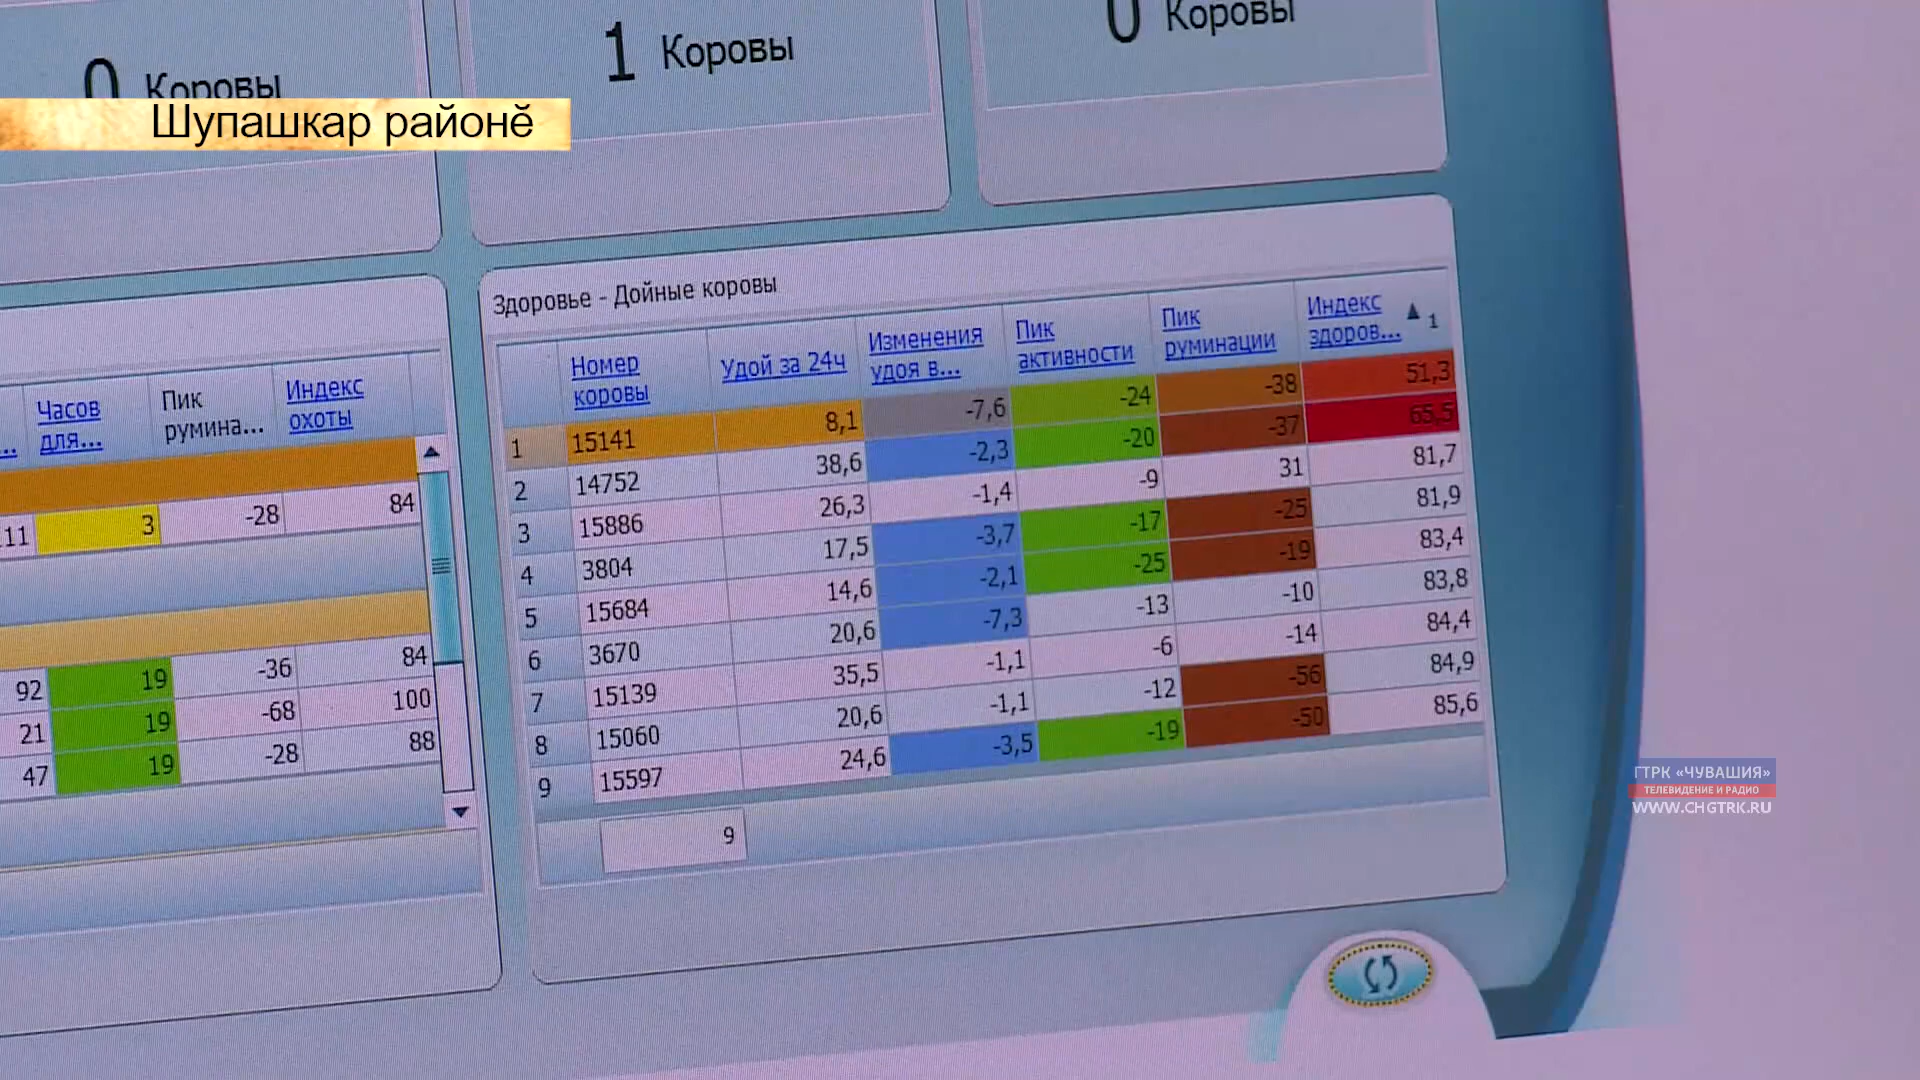 0 Коровы
1 Коровы
0 Коровы
Шупашкар районӗ
Часов для... Пик румина... Индекс охоты
3 -28 84
92 19 -36 84
21 19 -68 100
47 19 -28 88
Здоровье - Дойные коровы
Номер коровы Удой за 24ч Изменения удоя в... Пик активности Пик руминации Индекс здоров... ▲ 1
1 15141 8,1 -7,6 -24 -38 51,3
2 14752 38,6 -2,3 -20 -37 65,5
3 15886 26,3 -1,4 -9 31 81,7
4 3804 17,5 -3,7 -17 -25 81,9
5 15684 14,6 -2,1 -25 -19 83,4
6 3670 20,6 -7,3 -13 -10 83,8
7 15139 35,5 -1,1 -6 -14 84,4
8 15060 20,6 -1,1 -12 -56 84,9
9 15597 24,6 -3,5 -19 -50 85,6
9
ГТРК «ЧУВАШИЯ»
ТЕЛЕВИДЕНИЕ И РАДИО
WWW.CHGTRK.RU